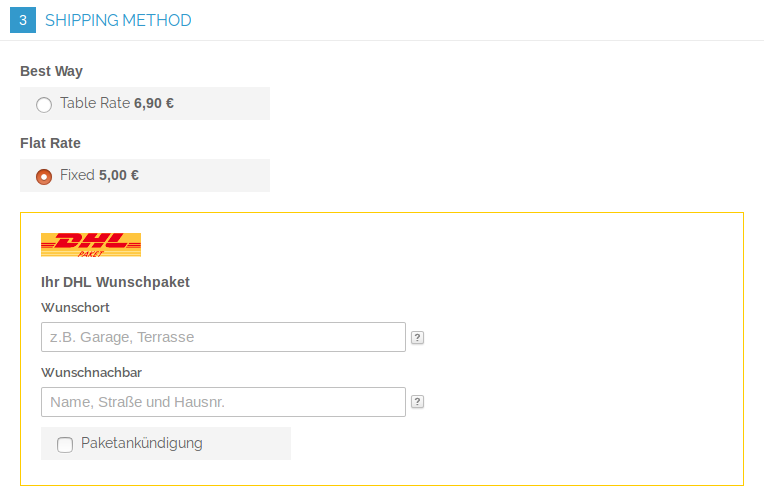 3 SHIPPING METHOD
Best Way
Table Rate 6,90 €
Flat Rate
Fixed 5,00 €
DHL
PAKET
Ihr DHL Wunschpaket
Wunschort
z.B. Garage, Terrasse ?
Wunschnachbar
Name, Straße und Hausnr. ?
Paketankündigung